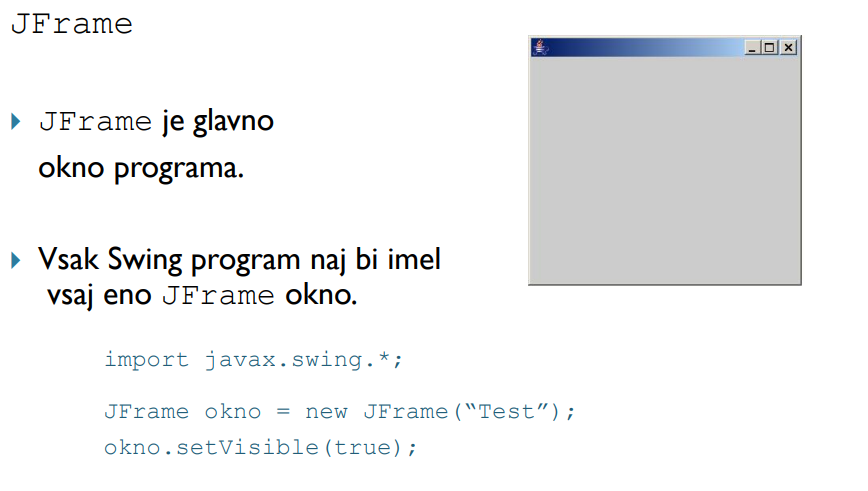 JFrame
JFrame je glavno
okno programa.
Vsak Swing program naj bi imel
vsaj eno JFrame okno.
import javax.swing.*;
JFrame okno = new JFrame(“Test”);
okno.setVisible(true);